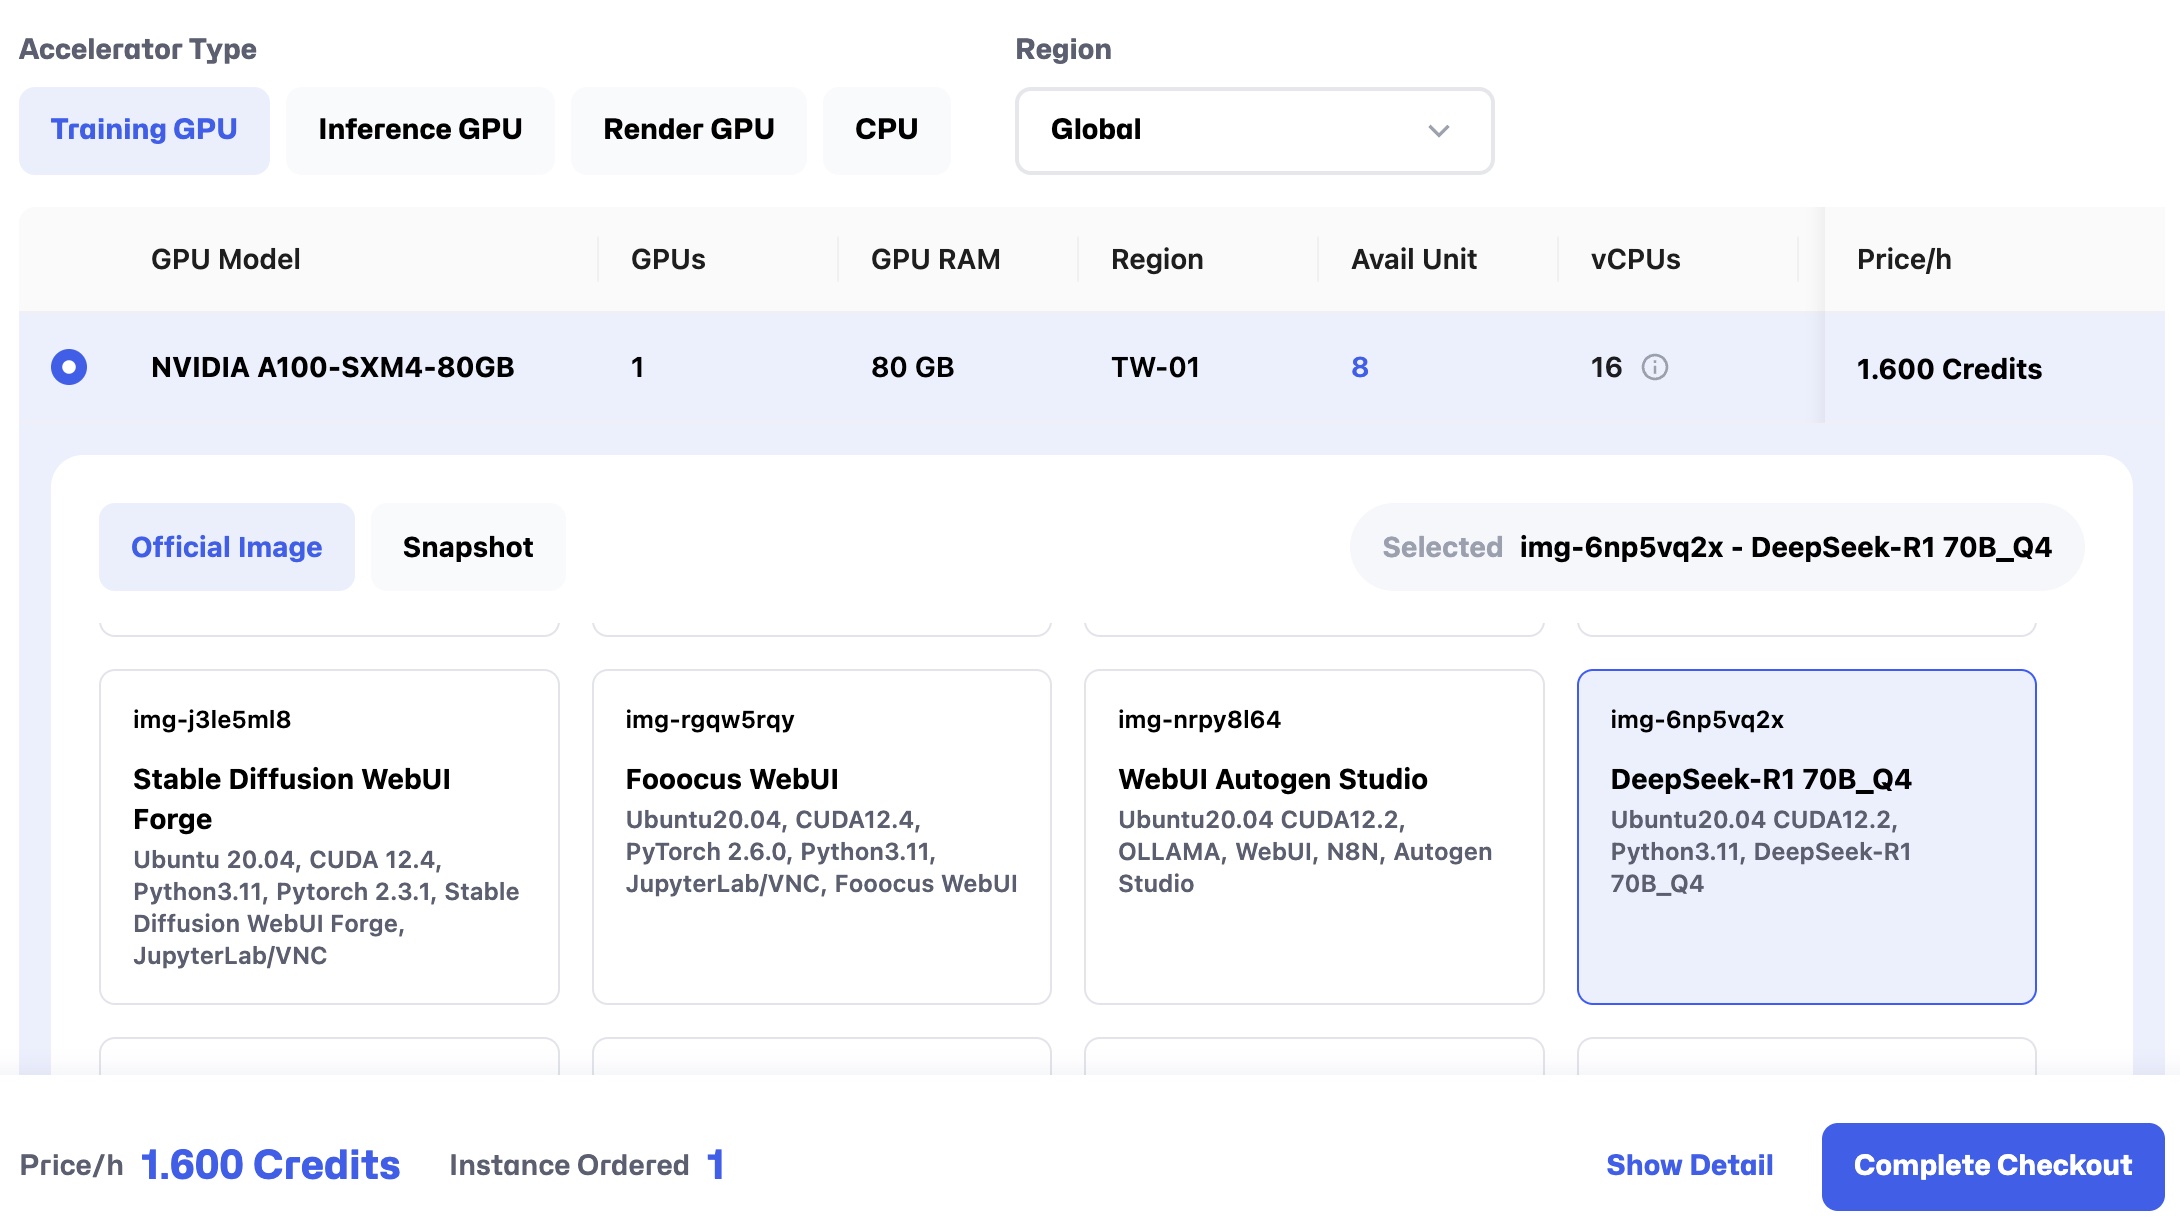 Accelerator Type
Region
Training GPU
Inference GPU
Render GPU
CPU
Global
GPU Model
GPUs
GPU RAM
Region
Avail Unit
vCPUs
Price/h
NVIDIA A100-SXM4-80GB
1
80 GB
TW-01
8
16
1.600 Credits
Official Image
Snapshot
Selected img-6np5vq2x - DeepSeek-R1 70B_Q4
img-j3le5ml8
Stable Diffusion WebUI
Forge
Ubuntu 20.04, CUDA 12.4,
Python3.11, Pytorch 2.3.1, Stable
Diffusion WebUI Forge,
JupyterLab/VNC
img-rgqw5rqy
Fooocus WebUI
Ubuntu20.04, CUDA12.4,
PyTorch 2.6.0, Python3.11,
JupyterLab/VNC, Fooocus WebUI
img-nrpy8l64
WebUI Autogen Studio
Ubuntu20.04 CUDA12.2,
OLLAMA, WebUI, N8N, Autogen
Studio
img-6np5vq2x
DeepSeek-R1 70B_Q4
Ubuntu20.04 CUDA12.2,
Python3.11, DeepSeek-R1
70B_Q4
Price/h 1.600 Credits
Instance Ordered 1
Show Detail
Complete Checkout